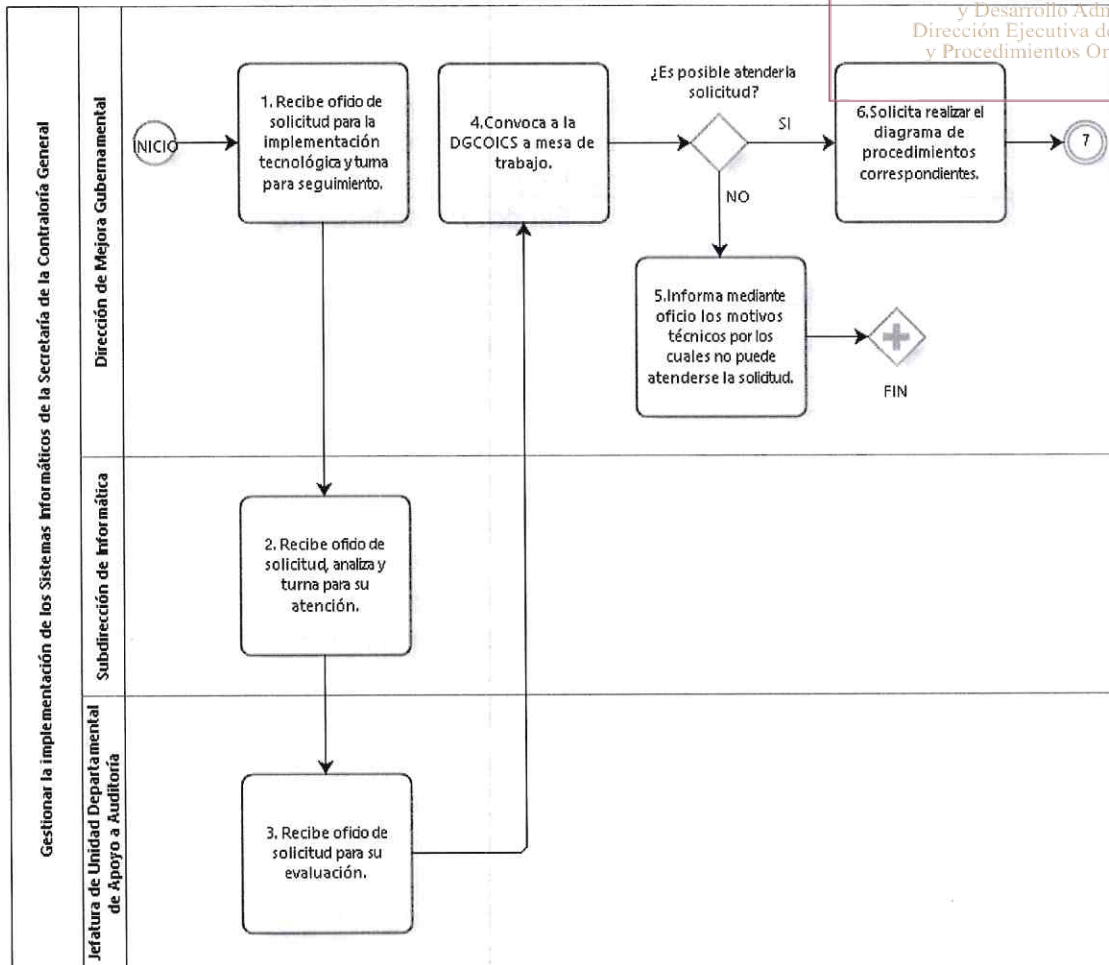 y Desarrollo Adm
Dirección Ejecutiva de
y Procedimientos Or
Gestionar la implementación de los Sistemas Informáticos de la Secretaría de la Contraloría General
Dirección de Mejora Gubernamental
NICIO
1. Recibe oficio de
solicitud para la
implementación
tecnológica y turna
para seguimiento.
4.Convoca a la
DGCOICS a mesa de
trabajo.
¿Es posible atenderla
solicitud?
SI
NO
6.Solicita realizar el
diagrama de
procedimientos
correspondientes.
7
5.Informa mediante
oficio los motivos
técnicos por los
cuales no puede
atenderse la solicitud.
FIN
Subdirección de Informática
2. Recibe oficio de
solicitud, analiza y
turna para su
atención.
Jefatura de Unidad Departamental
de Apoyo a Auditoría
3. Recibe oficio de
solicitud para su
evaluación.